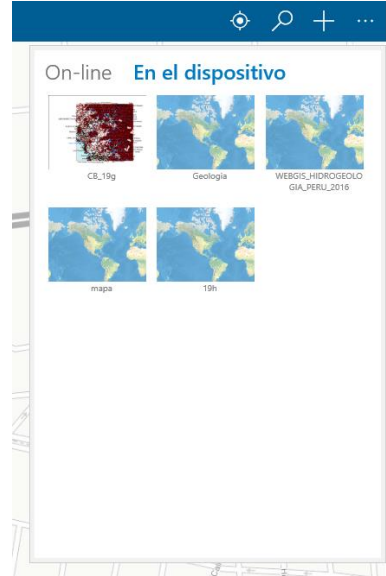 On-line En el dispositivo
CB_19g
Geologia
WEBGIS_HIDROGEOLO
GIA_PERU_2016
mapa
19h